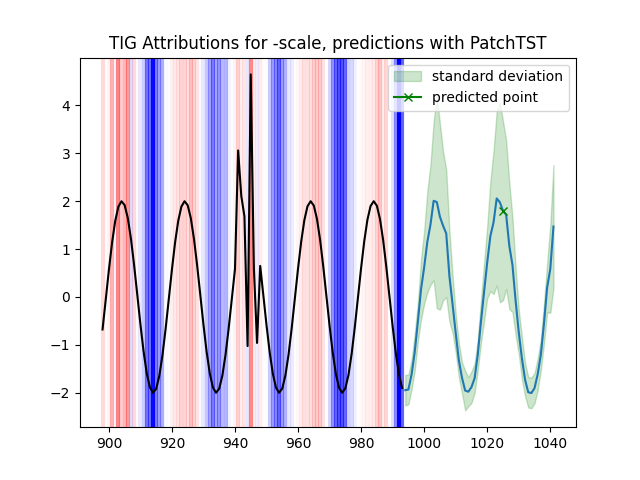 TIG Attributions for -scale, predictions with PatchTST
standard deviation
predicted point
4
3
2
1
0
−1
−2
900 920 940 960 980 1000 1020 1040